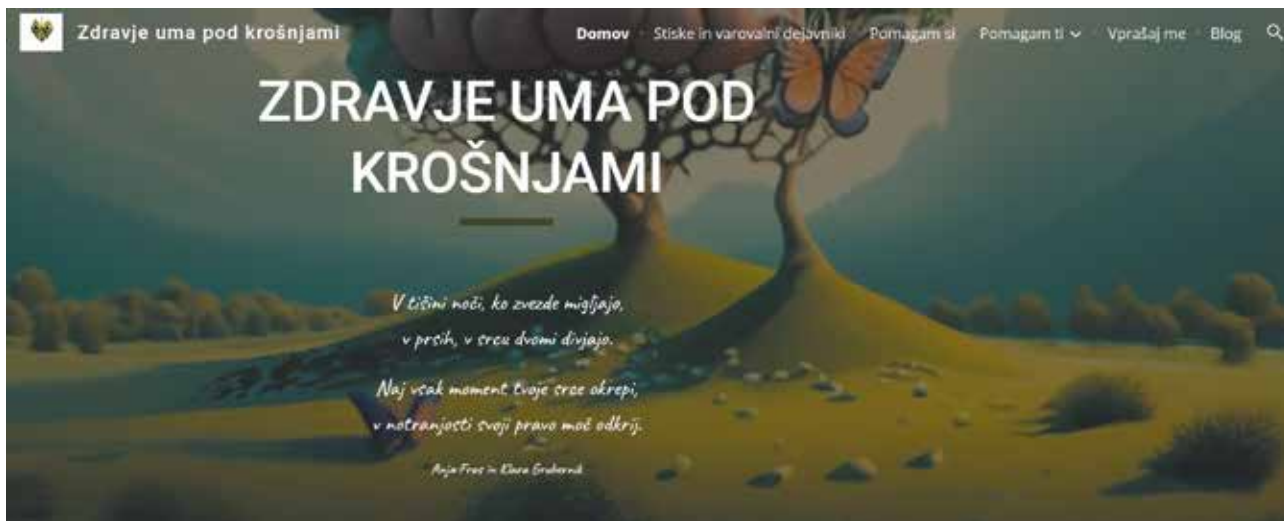 Zdravje uma pod krošnjami
Domov Stiske in varovalni dejavniki Pomagam si Pomagam ti Vprašaj me Blog
ZDRAVJE UMA POD
KROŠNJAMI
V tišini noči, ko zvezde migljajo,
v prsih, v srcu dvomi divjajo.
Naj vsak moment tvoje srce okrepi,
v notranjosti svoji pravo moč odkrij.
Anja in Klara